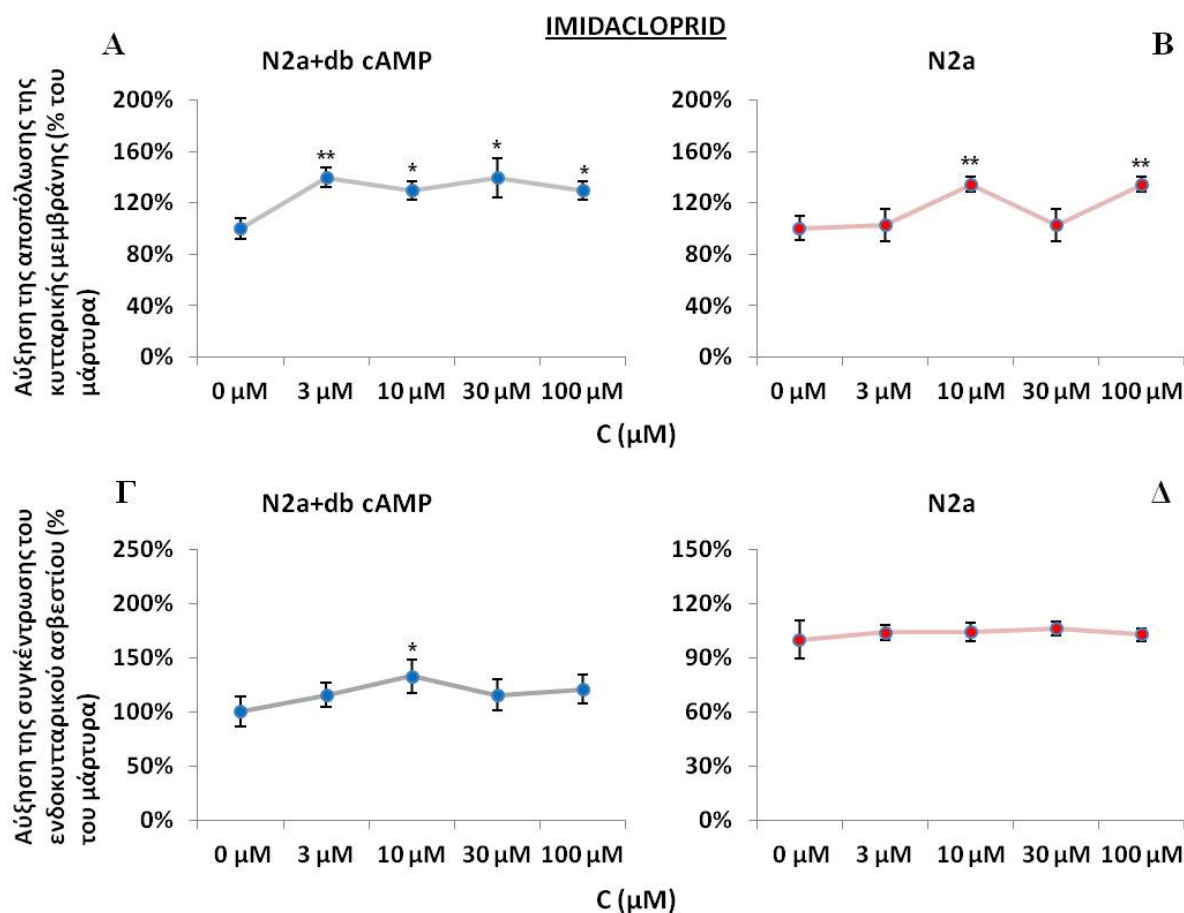 IMIDACLOPRID
Α
N2a+db cAMP
Αύξηση της αποπόλωσης της
κυτταρικής μεμβράνης (% του
μάρτυρα)
200%
160%
120%
80%
40%
0%
**
*
*
*
0 μM 3 μM 10 μM 30 μM 100 μM
Β
N2a
200%
160%
120%
80%
40%
0%
**
**
0 μM 3 μM 10 μM 30 μM 100 μM
C (μM)
Γ
N2a+db cAMP
Αύξηση της συγκέντρωσης του
ενδοκυτταρικού ασβεστίου (%
του μάρτυρα)
250%
200%
150%
100%
50%
0%
*
0 μM 3 μM 10 μM 30 μM 100 μM
Δ
N2a
150%
120%
90%
60%
30%
0%
0 μM 3 μM 10 μM 30 μM 100 μM
C (μM)